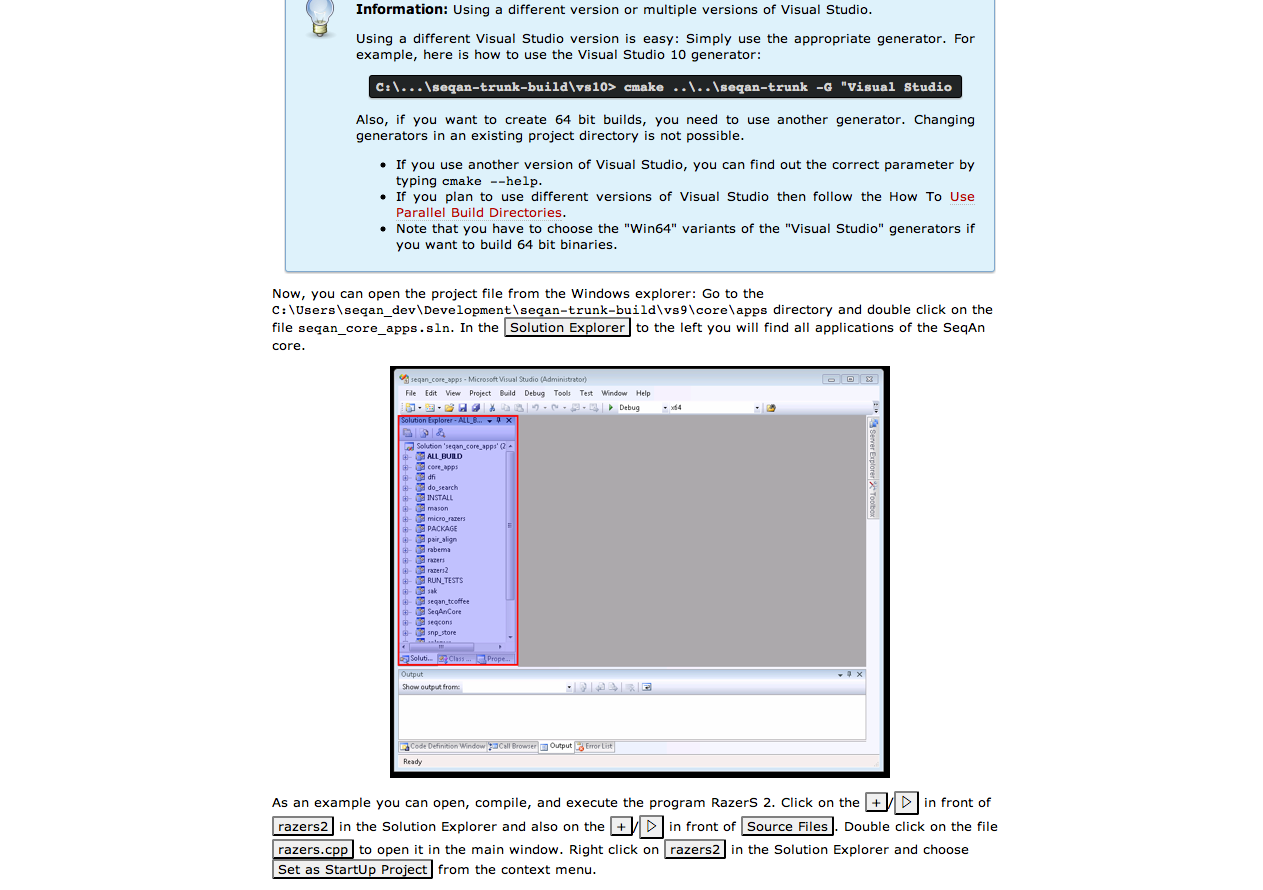 Information: Using a different version or multiple versions of Visual Studio.
Using a different Visual Studio version is easy: Simply use the appropriate generator. For
example, here is how to use the Visual Studio 10 generator:
C:\...\seqan-trunk-build\vs10> cmake ..\..\seqan-trunk -G "Visual Studio
Also, if you want to create 64 bit builds, you need to use another generator. Changing
generators in an existing project directory is not possible.
• If you use another version of Visual Studio, you can find out the correct parameter by
typing cmake --help.
• If you plan to use different versions of Visual Studio then follow the How To Use
Parallel Build Directories.
• Note that you have to choose the "Win64" variants of the "Visual Studio" generators if
you want to build 64 bit binaries.
Now, you can open the project file from the Windows explorer: Go to the
C:\Users\seqan_dev\Development\seqan-trunk-build\vs9\core\apps directory and double click on the
file seqan_core_apps.sln. In the Solution Explorer to the left you will find all applications of the SeqAn
core.
seqan_core_apps - Microsoft Visual Studio (Administrator)
File Edit View Project Build Debug Tools Test Window Help
Debug x64
Solution Explorer - ALL_B...
Solution 'seqan_core_apps' (2
ALL_BUILD
core_apps
dfi
do_search
INSTALL
mason
micro_razers
PACKAGE
pair_align
rabema
razers
razers2
RUN_TESTS
sak
seqan_tcoffee
SeqAnCore
seqcons
snp_store
Soluti... Class ... Prope...
Server Explorer
Toolbox
Output
Show output from:
Code Definition Window Call Browser Output Error List
Ready
As an example you can open, compile, and execute the program RazerS 2. Click on the +/▷ in front of
razers2 in the Solution Explorer and also on the +/▷ in front of Source Files. Double click on the file
razers.cpp to open it in the main window. Right click on razers2 in the Solution Explorer and choose
Set as StartUp Project from the context menu.